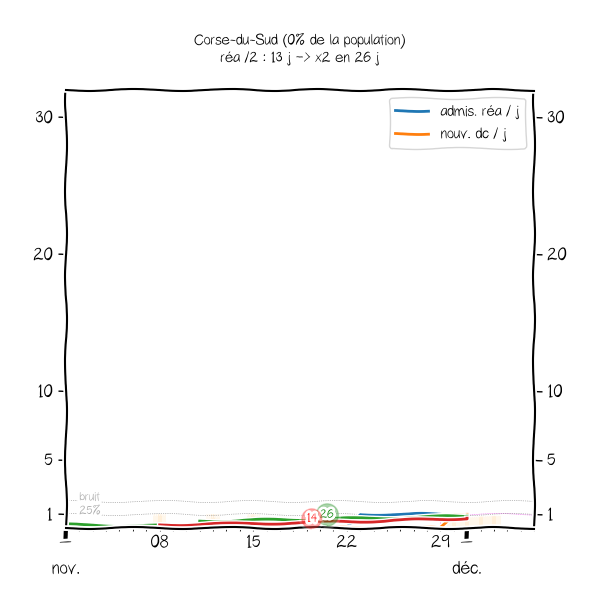 Corse-du-Sud (0% de la population)
réa /2 : 13 j -> x2 en 26 j
admis. réa / j
nouv. dc / j
30
30
20
20
10
10
5
5
bruit
25%
1
1
14
26
08
15
22
29
nov.
déc.